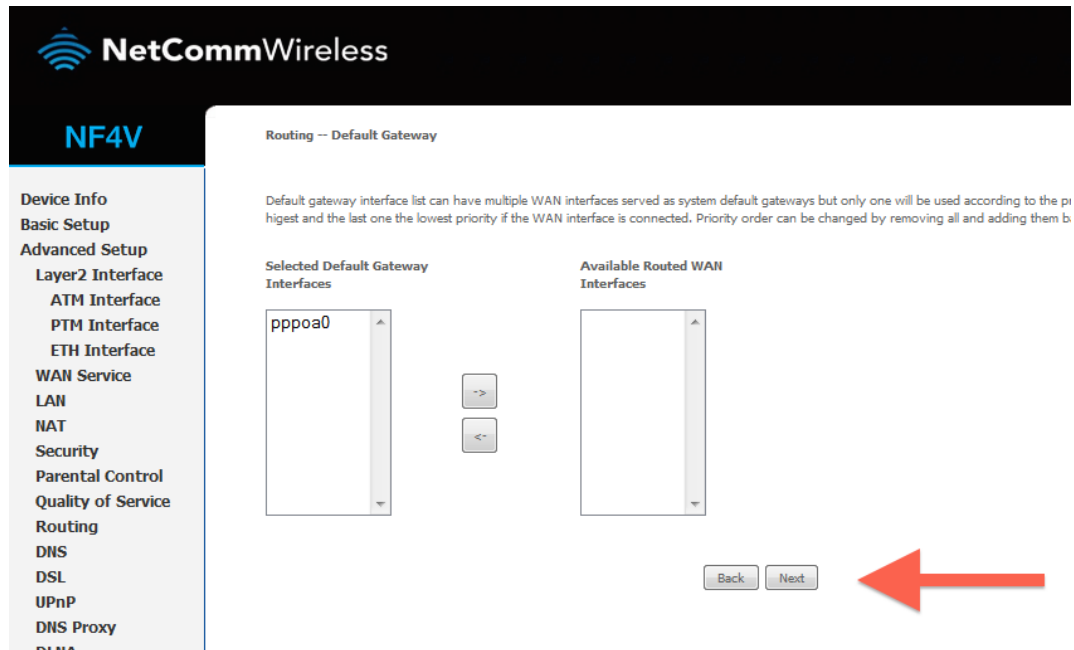 NetCommWireless
NF4V
Routing -- Default Gateway
Device Info
Basic Setup
Advanced Setup
Layer2 Interface
ATM Interface
PTM Interface
ETH Interface
WAN Service
LAN
NAT
Security
Parental Control
Quality of Service
Routing
DNS
DSL
UPnP
DNS Proxy
Default gateway interface list can have multiple WAN interfaces served as system default gateways but only one will be used according to the
higest and the last one the lowest priority if the WAN interface is connected. Priority order can be changed by removing all and adding them
Selected Default Gateway
Interfaces
Available Routed WAN
Interfaces
pppoa0
->
<-
Back Next